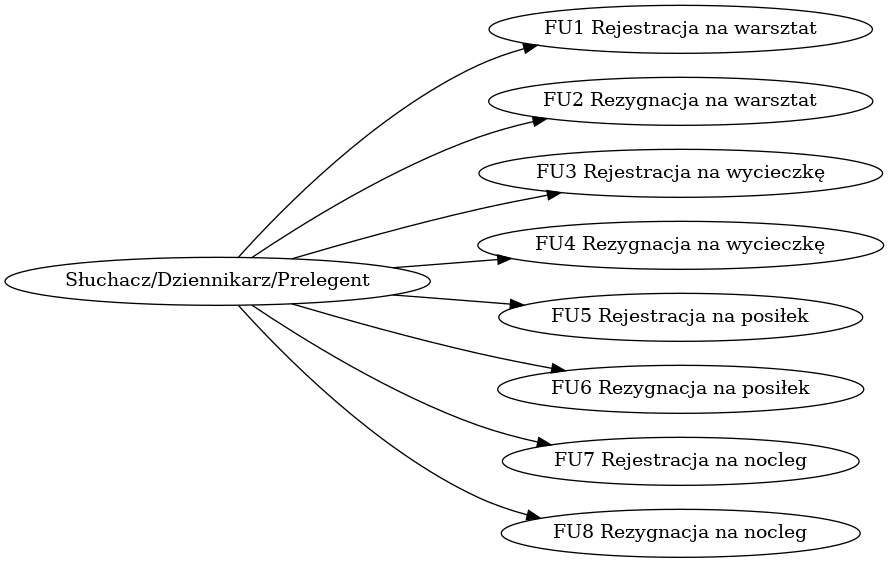 FU1 Rejestracja na warsztat
FU2 Rezygnacja na warsztat
FU3 Rejestracja na wycieczkę
FU4 Rezygnacja na wycieczkę
Słuchacz/Dziennikarz/Prelegent
FU5 Rejestracja na posiłek
FU6 Rezygnacja na posiłek
FU7 Rejestracja na nocleg
FU8 Rezygnacja na nocleg